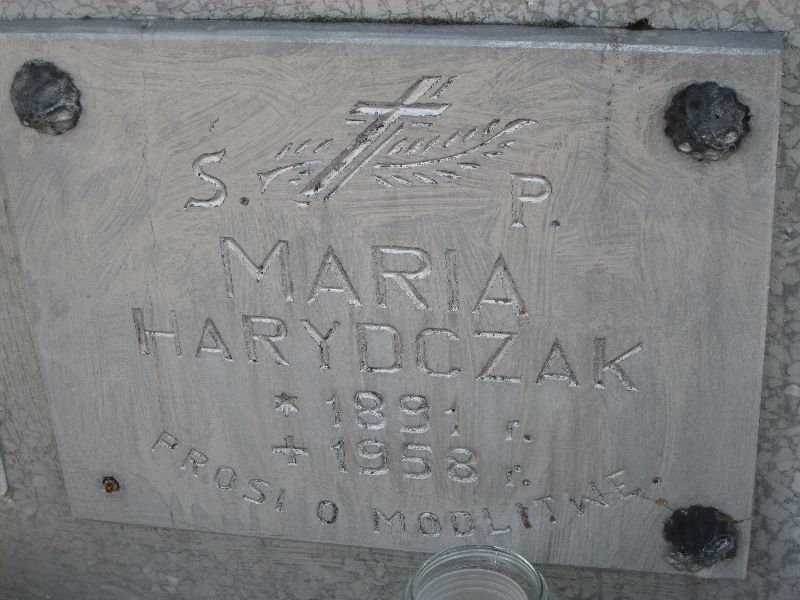 Ś. P.
MARIA
HARYDCZAK
* 1891 r.
+ 1958 r.
PROSI O MODLITWĘ.